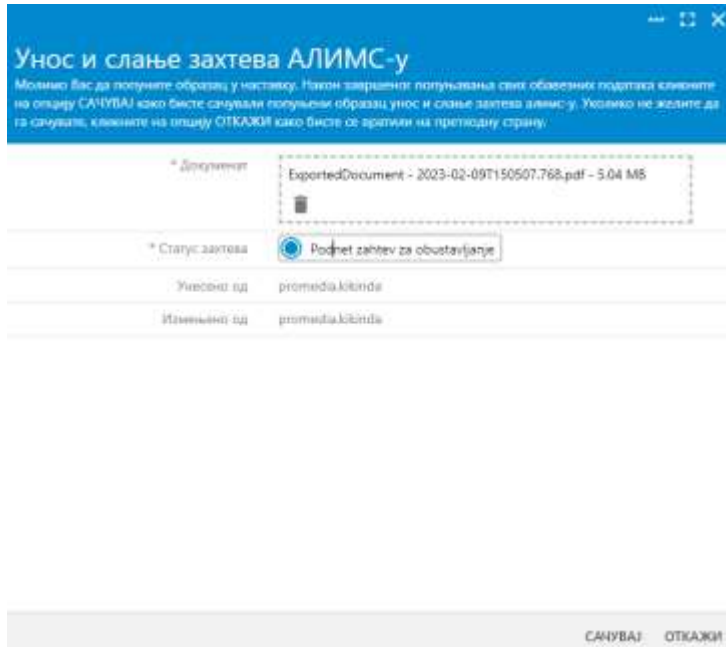 Унос и слање захтева АЛИМС-у
Молимо Вас да попуните образац у наставку. Након завршеног попуњавања свих обавезних података кликните
на опцију САЧУВАЈ како бисте сачували попуњени образац унос и слање захтева алимс-у. Уколико не желите да
га сачувате, кликните на опцију ОТКАЖИ како бисте се вратили на претходну страну.
* Документ
ExportedDocument - 2023-02-09T150507.768.pdf - 5.04 MB
* Статус захтева
Podnet zahtev za obustavljanje
Унесено од
promedia.kikinda
Измењено од
promedia.kikinda
САЧУВАЈ ОТКАЖИ